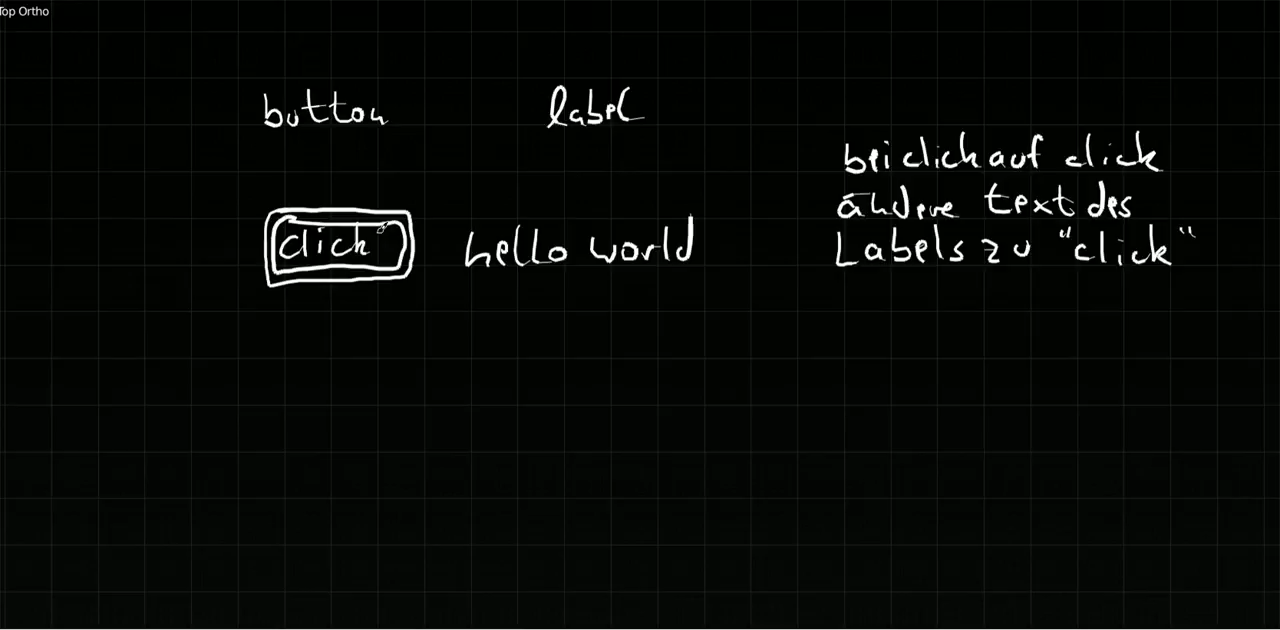 Top Ortho
button label
click hello world
bei click auf click
ändere text des
Labels zu "click"